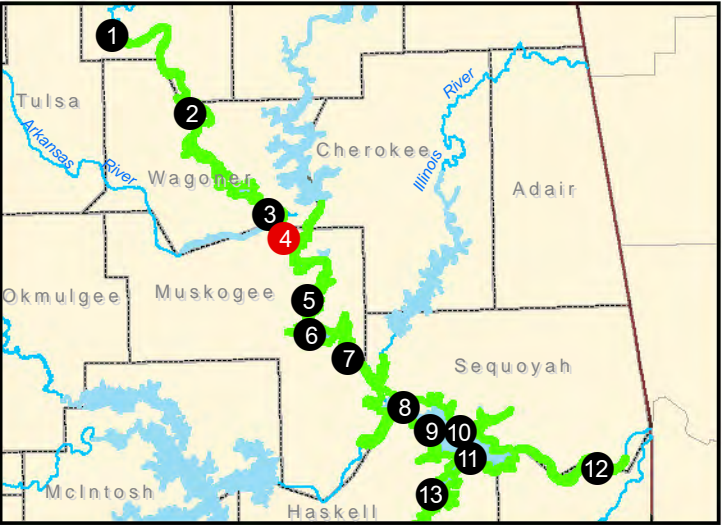 1
River
Tulsa
2
Arkansas
River
Cherokee
Illinois
Wagoner
Adair
3
4
Okmulgee
Muskogee
5
6
7
Sequoyah
8
9
10
11
12
McIntosh
13
Haskell